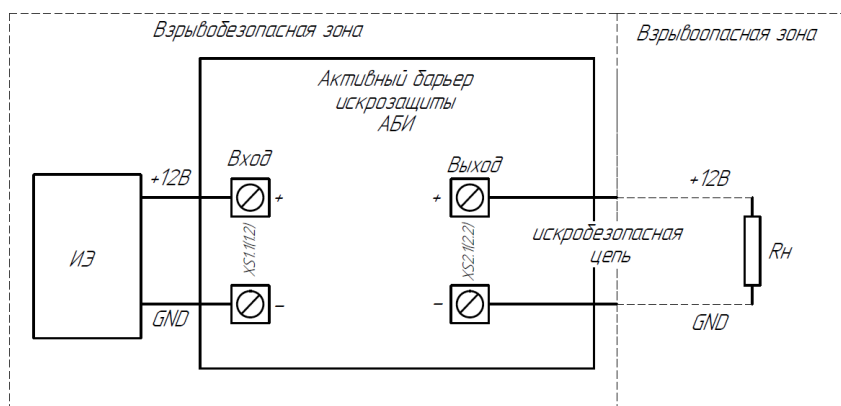 Взрывобезопасная зона
Взрывоопасная зона
Активный барьер
искрозащиты
АБИ
Вход
Выход
+12В
+
+
+12В
ИЭ
XS1.1(1.2)
XS2.1(2.2)
искробезопасная
цепь
Rн
GND
−
−
GND